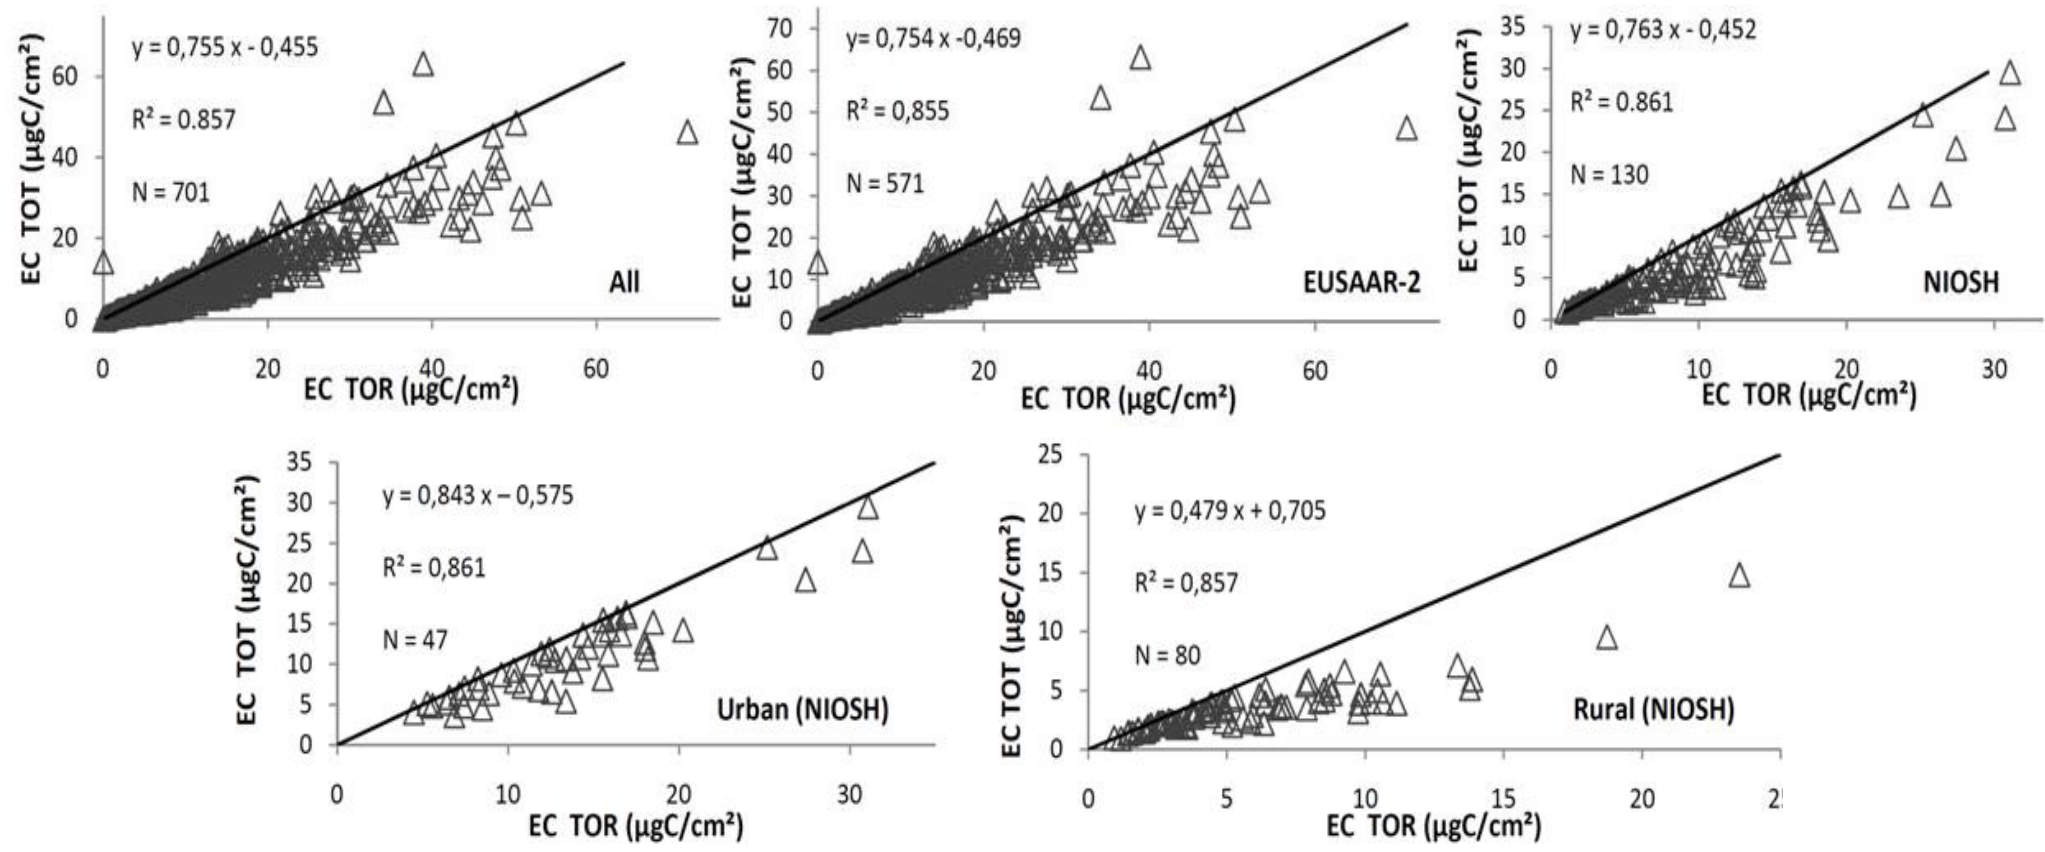 y = 0,755 x - 0,455
R² = 0.857
N = 701
All
EC TOT (µgC/cm²)
60
40
20
0
0 20 40 60
EC TOR (µgC/cm²)
y= 0,754 x -0,469
R² = 0,855
N = 571
EUSAAR-2
EC TOT (µgC/cm²)
70
60
50
40
30
20
10
0
0 20 40 60
EC TOR (µgC/cm²)
y = 0,763 x - 0,452
R² = 0.861
N = 130
NIOSH
EC TOT (µgC/cm²)
35
30
25
20
15
10
5
0
0 10 20 30
EC TOR (µgC/cm²)
y = 0,843 x – 0,575
R² = 0,861
N = 47
Urban (NIOSH)
EC TOT (µgC/cm²)
35
30
25
20
15
10
5
0
0 10 20 30
EC TOR (µgC/cm²)
y = 0,479 x + 0,705
R² = 0,857
N = 80
Rural (NIOSH)
EC TOT (µgC/cm²)
25
20
15
10
5
0
0 5 10 15 20
EC TOR (µgC/cm²)